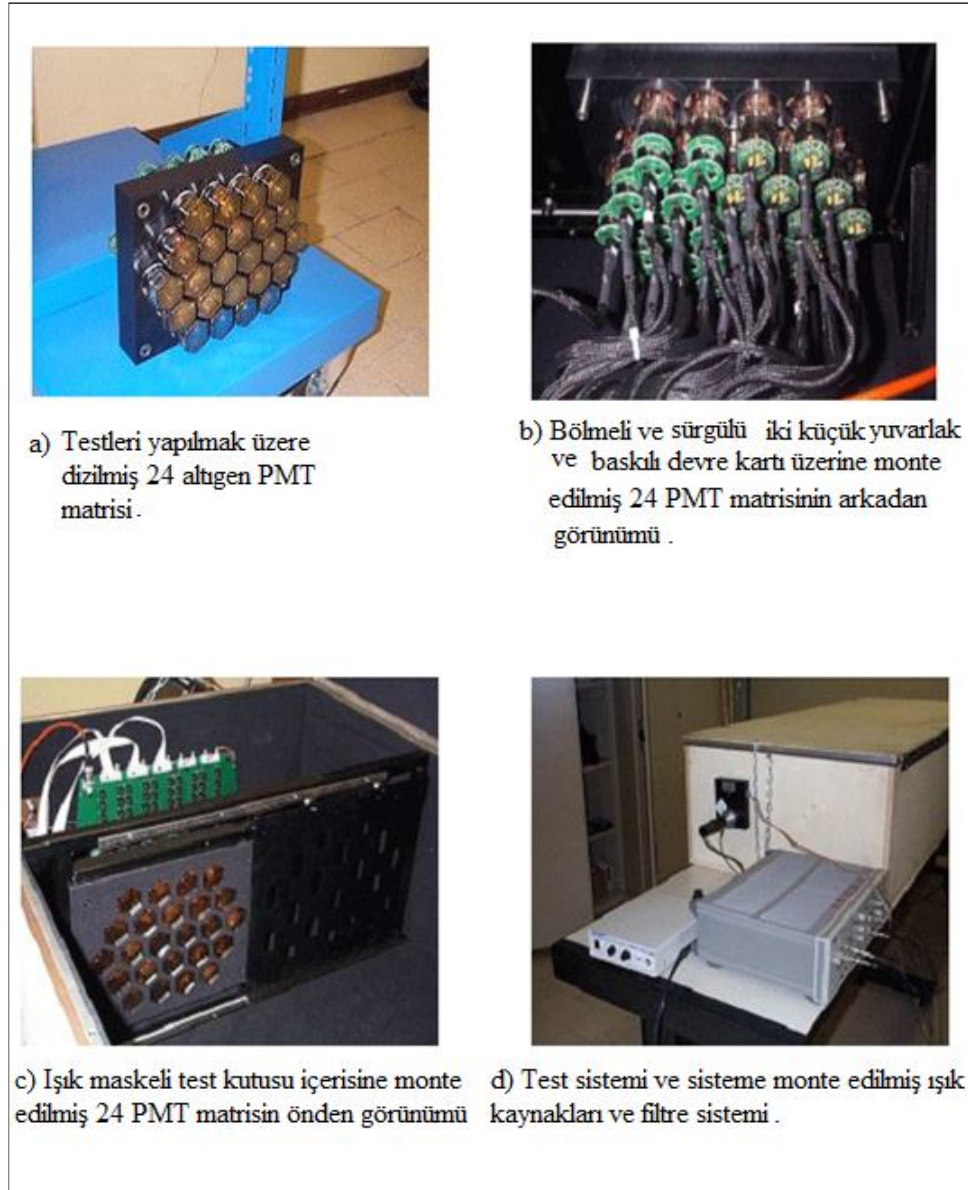 a) Testleri yapılmak üzere
dizilmiş 24 altıgen PMT
matrisi .
b) Bölmeli ve sürgülü iki küçük yuvarlak
ve baskılı devre kartı üzerine monte
edilmiş 24 PMT matrisinin arkadan
görünümü .
c) Işık maskeli test kutusu içerisine monte
edilmiş 24 PMT matrisin önden görünümü
d) Test sistemi ve sisteme monte edilmiş ışık
kaynakları ve filtre sistemi .